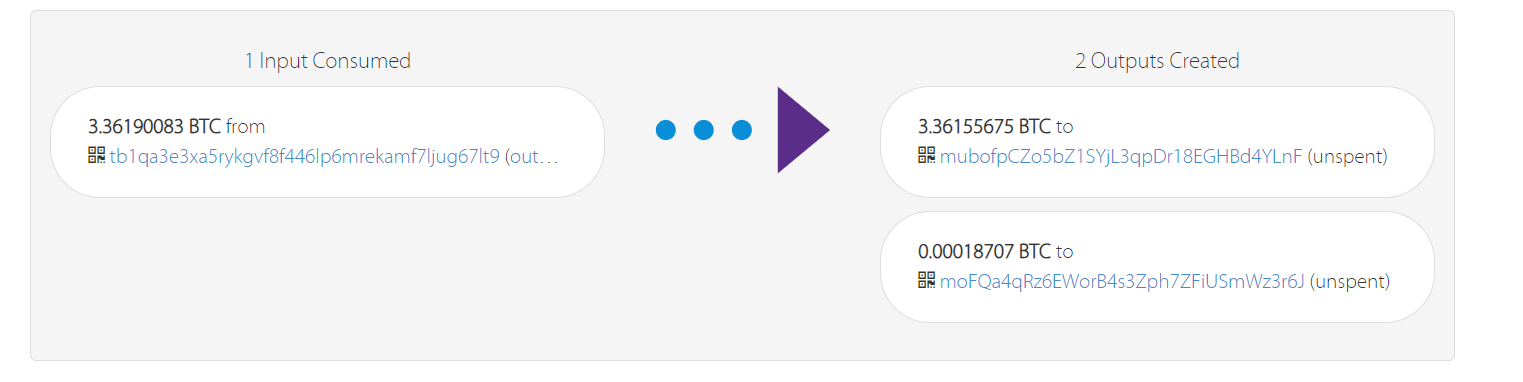 1 Input Consumed
3.36190083 BTC from
tb1qa3e3xa5rykgvf8f446lp6mrekamf7ljug67lt9 (out…
2 Outputs Created
3.36155675 BTC to
mubofpCZo5bZ1SYjL3qpDr18EGHBd4YLnF (unspent)
0.00018707 BTC to
moFQa4qRz6EWorB4s3Zph7ZFiUSmWz3r6J (unspent)